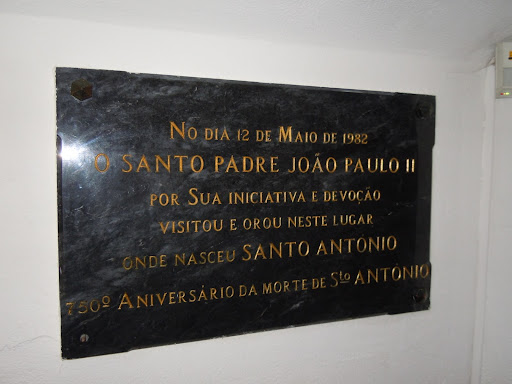 No dia 12 de Maio de 1982
O SANTO PADRE JOÃO PAULO II
por Sua iniciativa e devoção
visitou e orou neste lugar
onde nasceu SANTO ANTÓNIO
750º Aniversário da morte de Sto ANTÓNIO